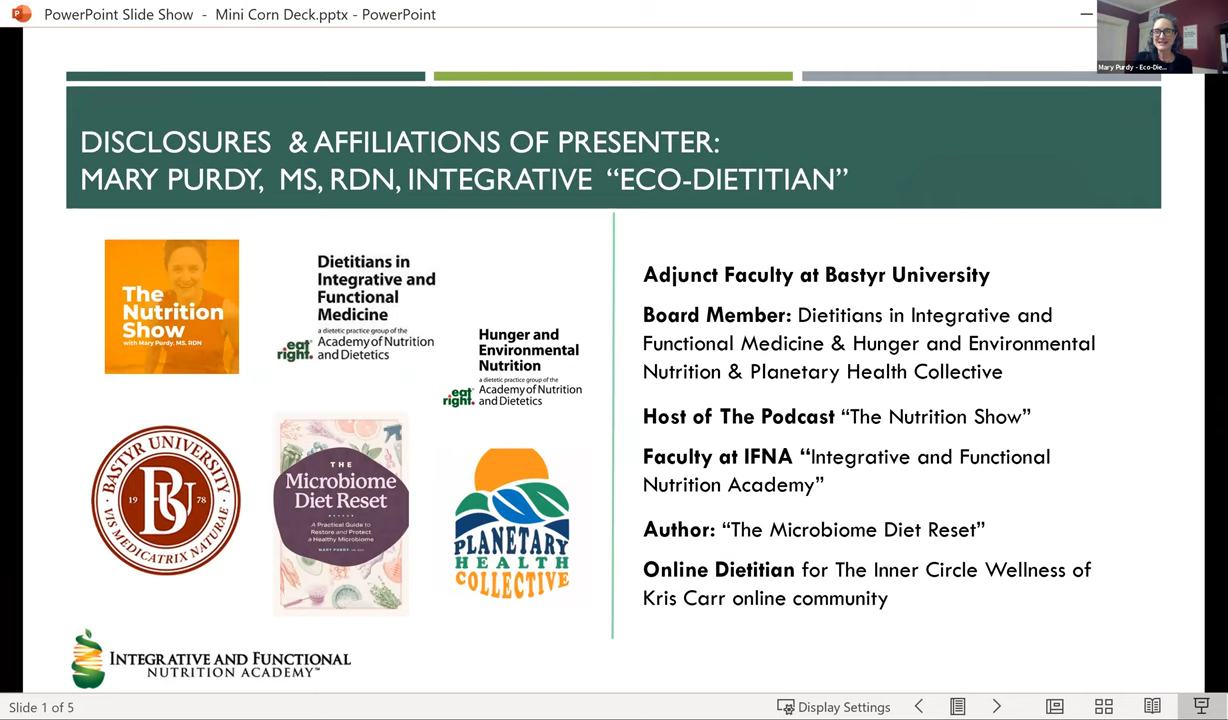 PowerPoint Slide Show - Mini Corn Deck.pptx - PowerPoint
Mary Purdy - Eco-Die...
DISCLOSURES & AFFILIATIONS OF PRESENTER:
MARY PURDY, MS, RDN, INTEGRATIVE “ECO-DIETITIAN”
The
Nutrition
Show
with Mary Purdy, MS, RDN
Dietitians in
Integrative and
Functional
Medicine
a dietetic practice group of the
eat right. Academy of Nutrition
and Dietetics
Hunger and
Environmental
Nutrition
a dietetic practice group of the
eat right. Academy of Nutrition
and Dietetics
BASTYR UNIVERSITY
19 BU 78
VIS MEDICATRIX NATURAE
THE
Microbiome
Diet Reset
A Practical Guide to
Restore and Protect
a Healthy Microbiome
MARY PURDY, MS, RDN
PLANETARY
HEALTH
COLLECTIVE
INTEGRATIVE AND FUNCTIONAL
NUTRITION ACADEMY™
Adjunct Faculty at Bastyr University
Board Member: Dietitians in Integrative and
Functional Medicine & Hunger and Environmental
Nutrition & Planetary Health Collective
Host of The Podcast “The Nutrition Show”
Faculty at IFNA “Integrative and Functional
Nutrition Academy”
Author: “The Microbiome Diet Reset”
Online Dietitian for The Inner Circle Wellness of
Kris Carr online community
Slide 1 of 5
Display Settings